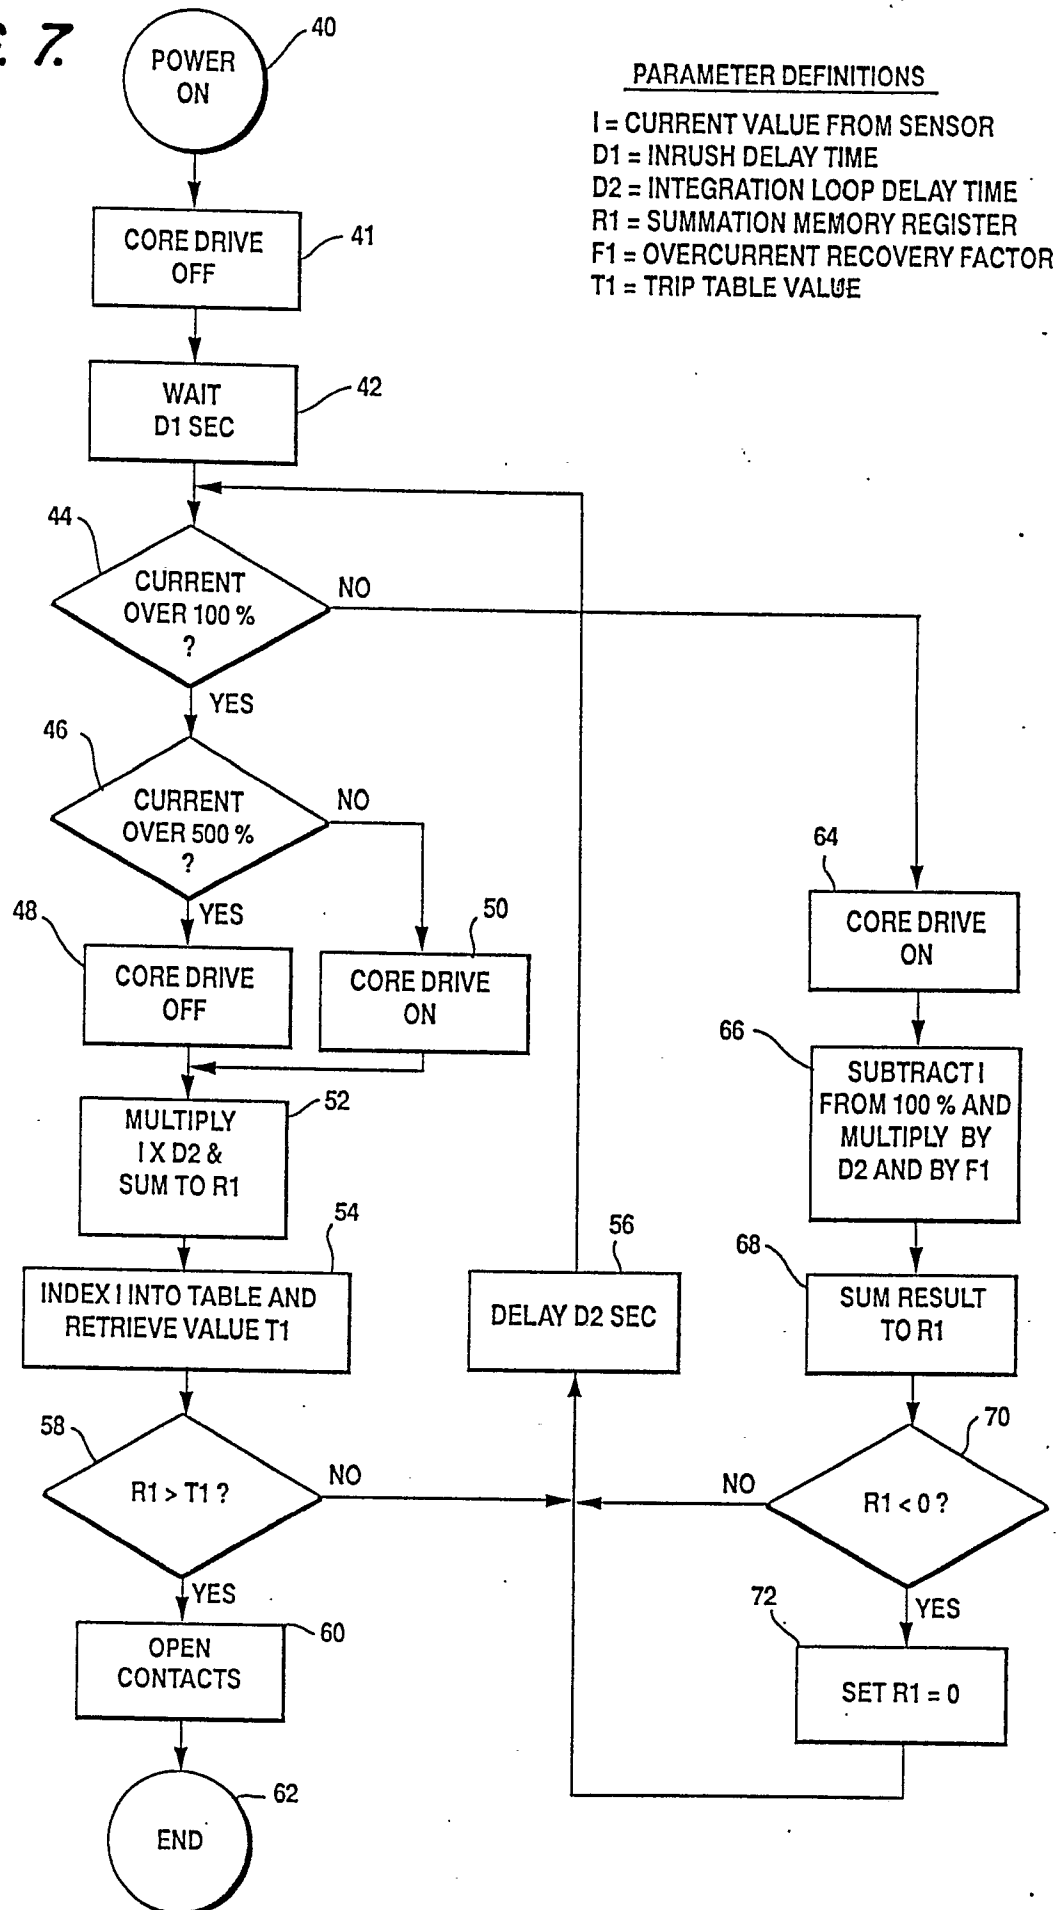 7.
POWER
ON
40
PARAMETER DEFINITIONS
I = CURRENT VALUE FROM SENSOR
D1 = INRUSH DELAY TIME
D2 = INTEGRATION LOOP DELAY TIME
R1 = SUMMATION MEMORY REGISTER
F1 = OVERCURRENT RECOVERY FACTOR
T1 = TRIP TABLE VALUE
CORE DRIVE
OFF
41
WAIT
D1 SEC
42
44
CURRENT
OVER 100 %
?
NO
YES
46
CURRENT
OVER 500 %
?
NO
YES
48
CORE DRIVE
OFF
50
CORE DRIVE
ON
64
CORE DRIVE
ON
52
MULTIPLY
I X D2 &
SUM TO R1
66
SUBTRACT I
FROM 100 % AND
MULTIPLY BY
D2 AND BY F1
54
INDEX I INTO TABLE AND
RETRIEVE VALUE T1
56
DELAY D2 SEC
68
SUM RESULT
TO R1
58
R1 > T1 ?
NO
YES
70
R1 < 0 ?
NO
YES
60
OPEN
CONTACTS
72
SET R1 = 0
62
END